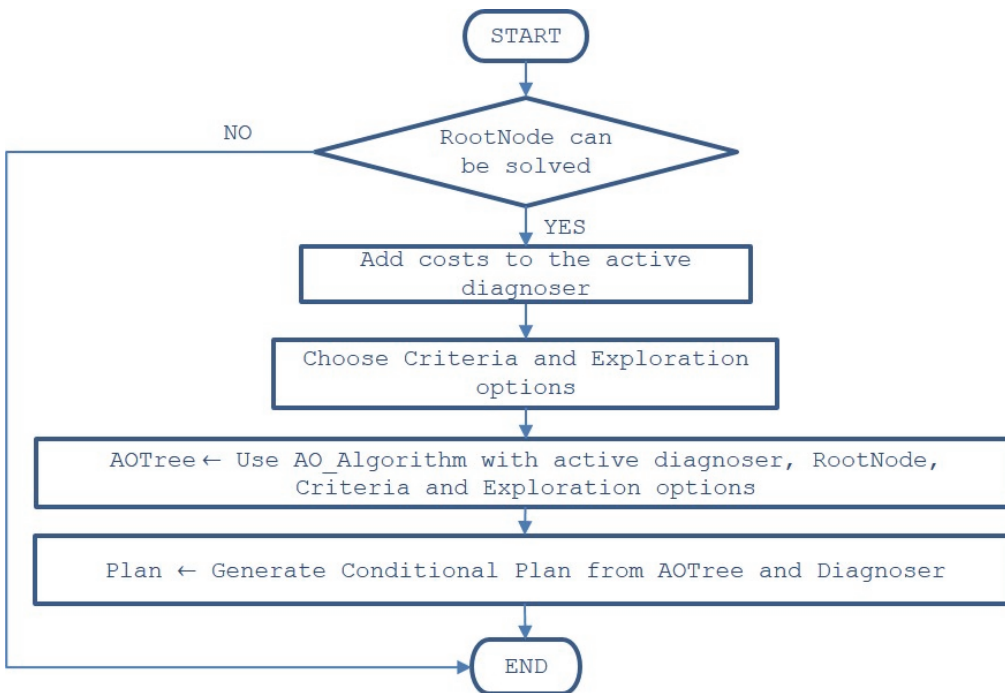 START
NO
RootNode can
be solved
YES
Add costs to the active
diagnoser
Choose Criteria and Exploration
options
AOTree ← Use AO_Algorithm with active diagnoser, RootNode,
Criteria and Exploration options
Plan ← Generate Conditional Plan from AOTree and Diagnoser
END